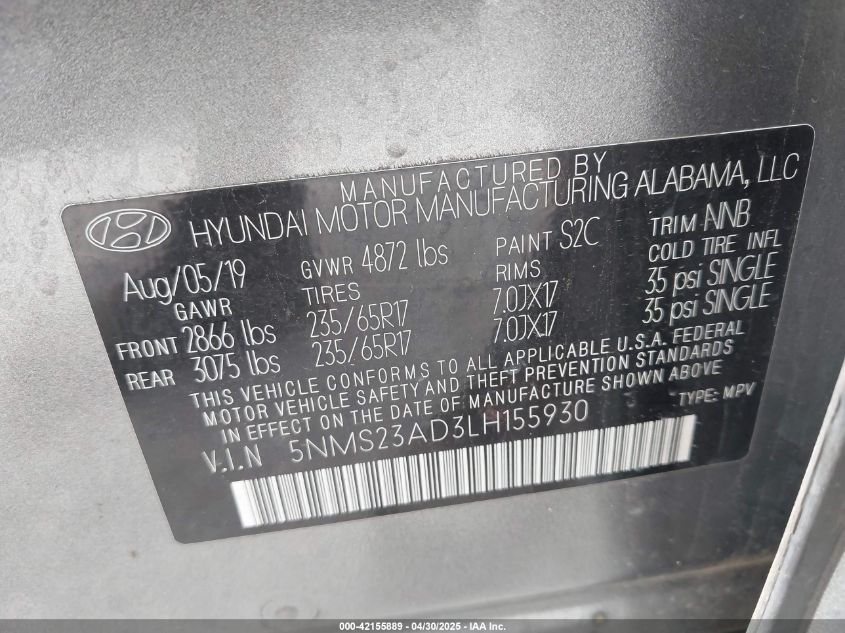 MANUFACTURED BY
HYUNDAI MOTOR MANUFACTURING ALABAMA, LLC
Aug/05/19 GVWR 4872 lbs PAINT S2C TRIM NNB
GAWR TIRES RIMS COLD TIRE INFL
FRONT 2866 lbs 235/65R17 7.0JX17 35 psi SINGLE
REAR 3075 lbs 235/65R17 7.0JX17 35 psi SINGLE
THIS VEHICLE CONFORMS TO ALL APPLICABLE U.S.A. FEDERAL
MOTOR VEHICLE SAFETY AND THEFT PREVENTION STANDARDS
IN EFFECT ON THE DATE OF MANUFACTURE SHOWN ABOVE
V.I.N 5NMS23AD3LH155930 TYPE: MPV
000-42155889 - 04/30/2025 - IAA Inc.